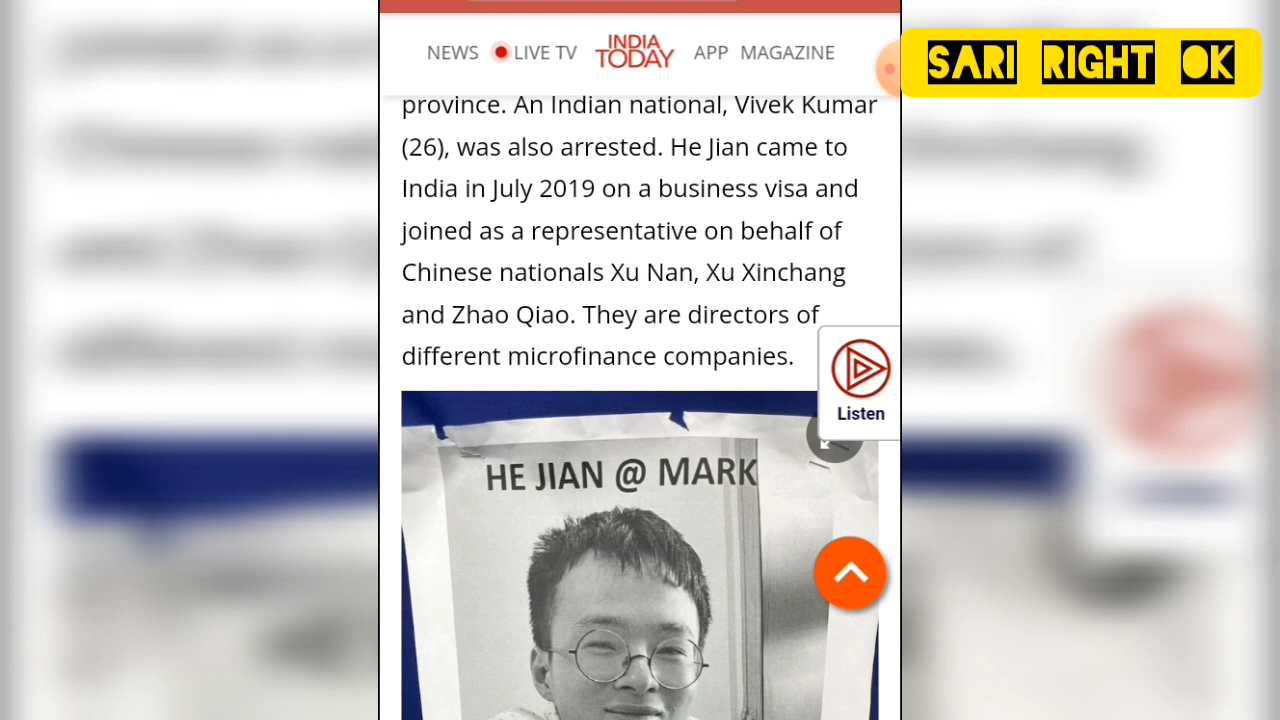 NEWS LIVE TV INDIA TODAY APP MAGAZINE
SARI RIGHT OK
province. An Indian national, Vivek Kumar
(26), was also arrested. He Jian came to
India in July 2019 on a business visa and
joined as a representative on behalf of
Chinese nationals Xu Nan, Xu Xinchang
and Zhao Qiao. They are directors of
different microfinance companies.
Listen
HE JIAN @ MARK